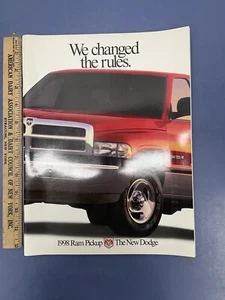 We changed
the rules.
1998 Ram Pickup The New Dodge
AMERICAN DAIRY ASSOCIATION & DAIRY COUNCIL OF NEW YORK, INC.